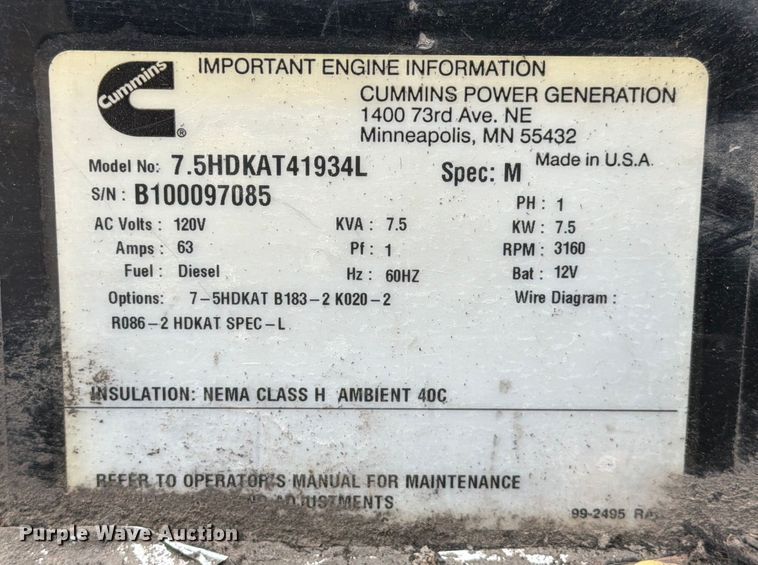 Cummins
IMPORTANT ENGINE INFORMATION
CUMMINS POWER GENERATION
1400 73rd Ave. NE
Minneapolis, MN 55432
Made in U.S.A.
Model No: 7.5HDKAT41934L Spec: M
S/N : B100097085
PH : 1
AC Volts : 120V KVA : 7.5 KW : 7.5
Amps : 63 Pf : 1 RPM : 3160
Fuel : Diesel Hz : 60HZ Bat : 12V
Options: 7-5HDKAT B183-2 K020-2 Wire Diagram :
R086-2 HDKAT SPEC-L
INSULATION: NEMA CLASS H AMBIENT 40C
REFER TO OPERATOR'S MANUAL FOR MAINTENANCE
ADJUSTMENTS
99-2495
Purple Wave Auction